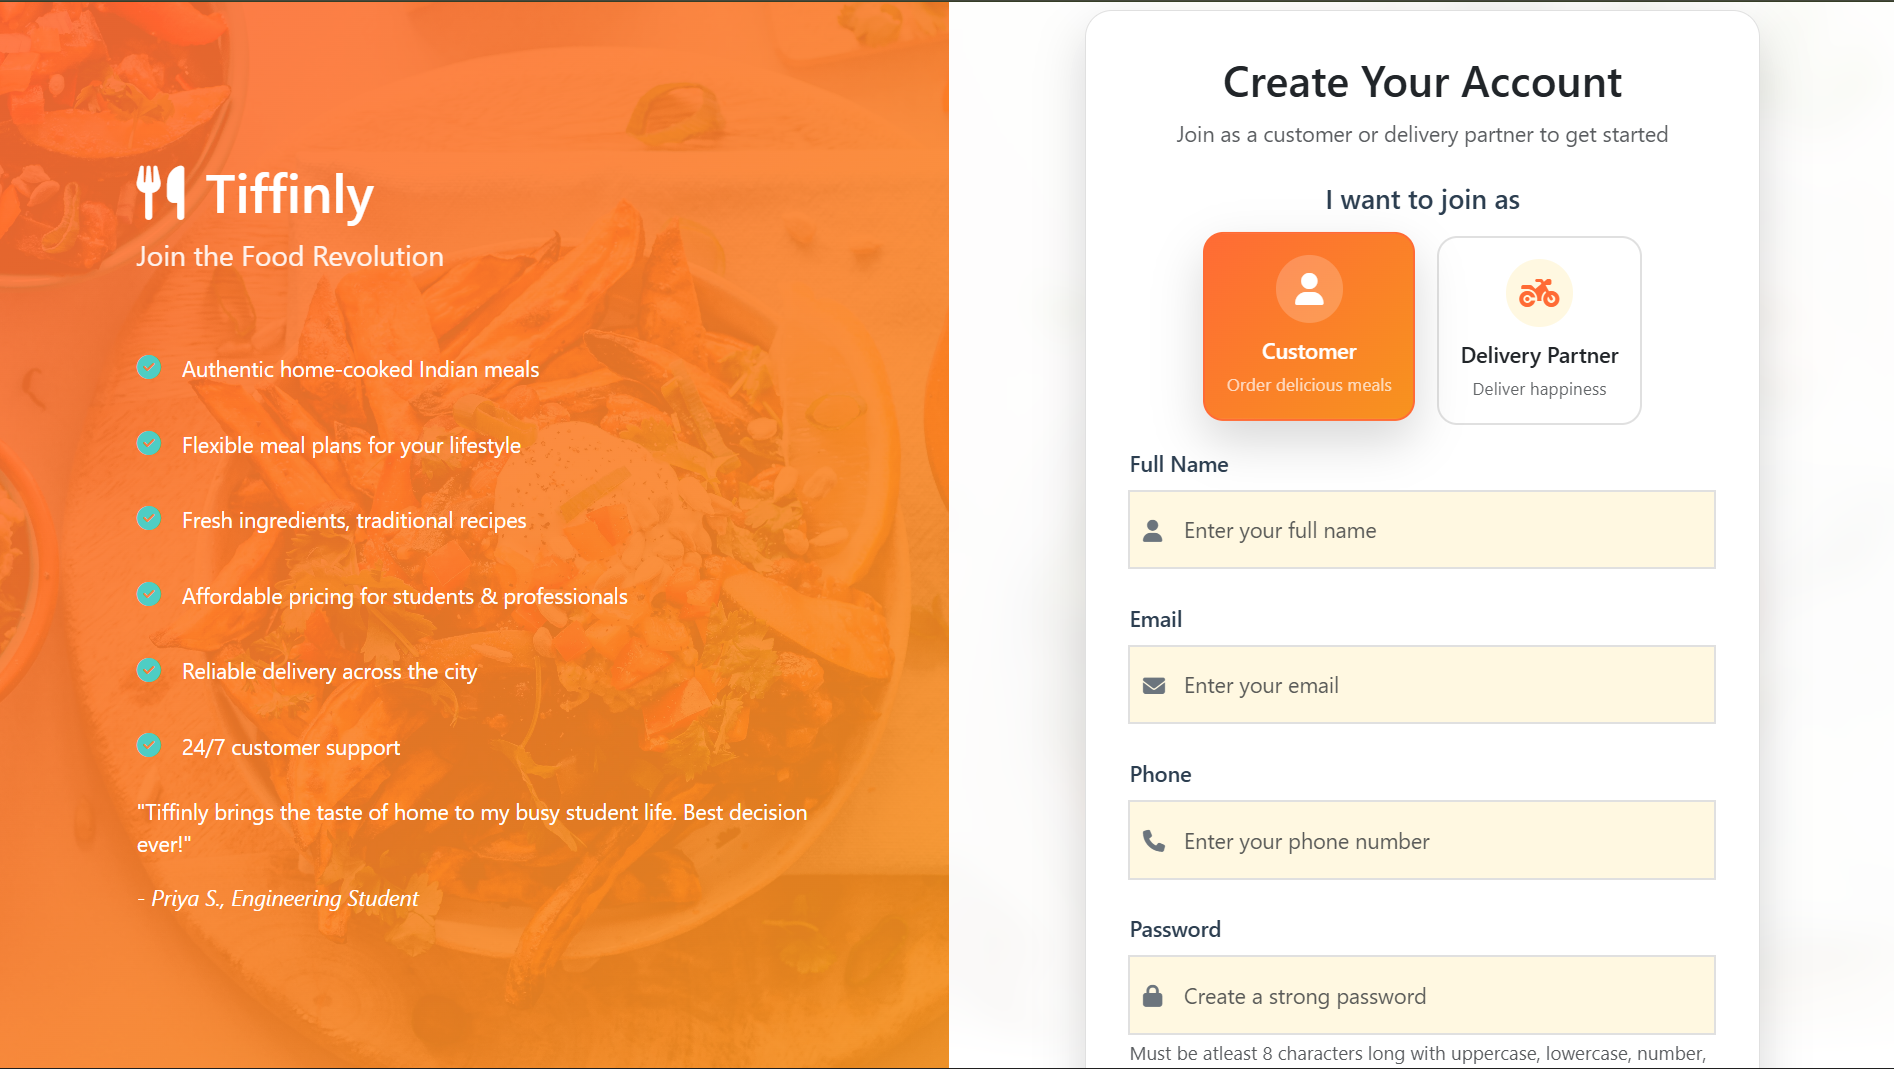 Tiffinly
Join the Food Revolution
Authentic home-cooked Indian meals
Flexible meal plans for your lifestyle
Fresh ingredients, traditional recipes
Affordable pricing for students & professionals
Reliable delivery across the city
24/7 customer support
"Tiffinly brings the taste of home to my busy student life. Best decision
ever!"
- Priya S., Engineering Student
Create Your Account
Join as a customer or delivery partner to get started
I want to join as
Customer
Order delicious meals
Delivery Partner
Deliver happiness
Full Name
Enter your full name
Email
Enter your email
Phone
Enter your phone number
Password
Create a strong password
Must be atleast 8 characters long with uppercase, lowercase, number,